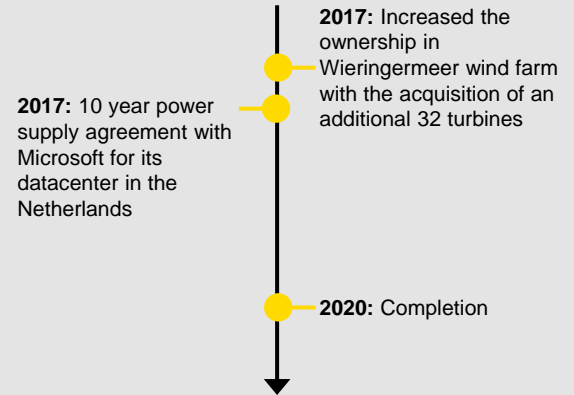 2017: Increased the
ownership in
Wieringermeer wind farm
with the acquisition of an
additional 32 turbines
2017: 10 year power
supply agreement with
Microsoft for its
datacenter in the
Netherlands
2020: Completion